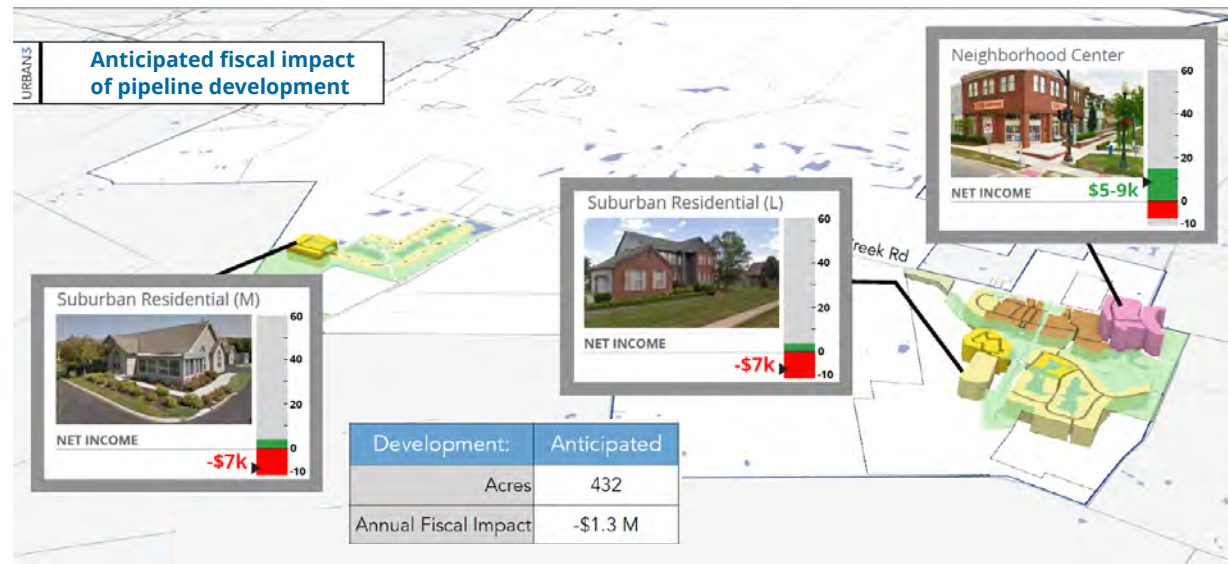 URBAN3
Anticipated fiscal impact
of pipeline development
Neighborhood Center
60
40
20
0
-10
NET INCOME
$5-9k
Suburban Residential (L)
60
40
20
0
-10
NET INCOME
-$7k
reek Rd
Suburban Residential (M)
60
40
20
0
-10
NET INCOME
-$7k
Development: Anticipated
Acres 432
Annual Fiscal Impact -$1.3 M